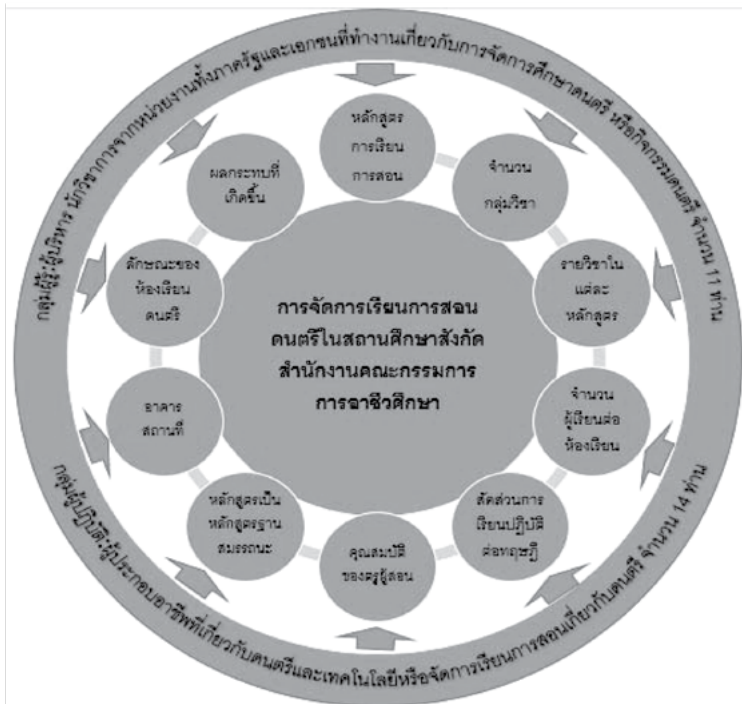 กลุ่มผู้รู้:ผู้บริหาร นักวิชาการจากหน่วยงานทั้งภาครัฐและเอกชนที่ทำงานเกี่ยวกับการจัดการศึกษาดนตรี หรือกิจกรรมดนตรี จำนวน 11 ท่าน
หลักสูตร
การเรียน
การสอน
จำนวน
กลุ่มวิชา
รายวิชาใน
แต่ละ
หลักสูตร
จำนวน
ผู้เรียนต่อ
ห้องเรียน
สัดส่วนการ
เรียนปฏิบัติ
ต่อทฤษฎี
คุณสมบัติ
ของครูผู้สอน
หลักสูตรเป็น
หลักสูตรฐาน
สมรรถนะ
อาคาร
สถานที่
ลักษณะของ
ห้องเรียน
ดนตรี
ผลกระทบที่
เกิดขึ้น
การจัดการเรียนการสอน
ดนตรีในสถานศึกษาสังกัด
สำนักงานคณะกรรมการ
การอาชีวศึกษา
กลุ่มผู้ปฏิบัติ:ผู้ประกอบอาชีพที่เกี่ยวกับดนตรีและเทคโนโลยีหรือจัดการเรียนการสอนเกี่ยวกับดนตรี จำนวน 14 ท่าน